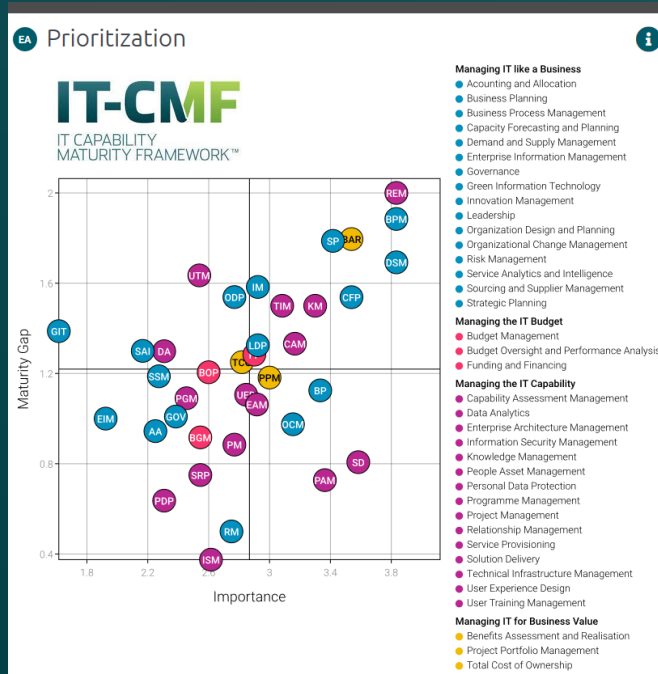 EA Prioritization
i
IT-CMF
IT CAPABILITY
MATURITY FRAMEWORK™
Maturity Gap
2
1.6
1.2
0.8
0.4
REM
BPM
BAR
SP
DSM
UTM
IM
ODP
CFP
TIM
KM
GIT
LDP
CAM
SAI
DA
BOP
SSM
PPM
BP
PGM
EAM
EIM
GOV
OCM
AA
BGM
PM
SD
SRP
PAM
PDP
RM
ISM
1.8
2.2
2.6
3
3.4
3.8
Importance
Managing IT like a Business
Acounting and Allocation
Business Planning
Business Process Management
Capacity Forecasting and Planning
Demand and Supply Management
Enterprise Information Management
Governance
Green Information Technology
Innovation Management
Leadership
Organization Design and Planning
Organizational Change Management
Risk Management
Service Analytics and Intelligence
Sourcing and Supplier Management
Strategic Planning
Managing the IT Budget
Budget Management
Budget Oversight and Performance Analysis
Funding and Financing
Managing the IT Capability
Capability Assessment Management
Data Analytics
Enterprise Architecture Management
Information Security Management
Knowledge Management
People Asset Management
Personal Data Protection
Programme Management
Project Management
Relationship Management
Service Provisioning
Solution Delivery
Technical Infrastructure Management
User Experience Design
User Training Management
Managing IT for Business Value
Benefits Assessment and Realisation
Project Portfolio Management
Total Cost of Ownership